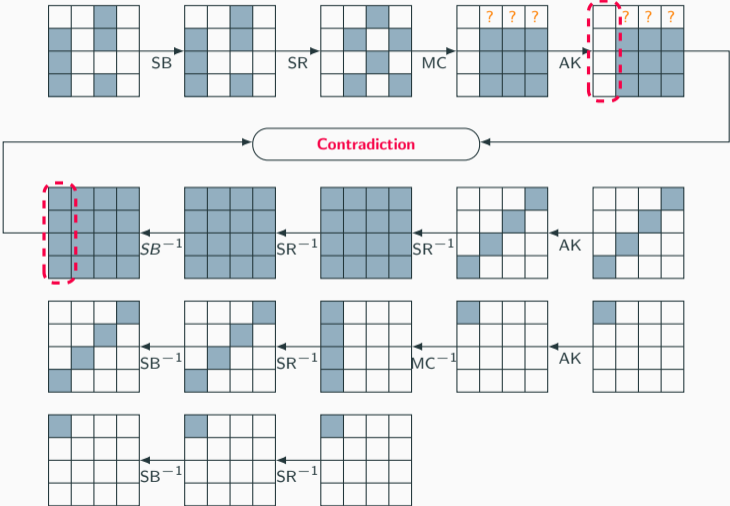 ? ? ? ? ? ?
SB SR MC AK
Contradiction
SB⁻¹ SR⁻¹ SR⁻¹ AK
SB⁻¹ SR⁻¹ MC⁻¹ AK
SB⁻¹ SR⁻¹